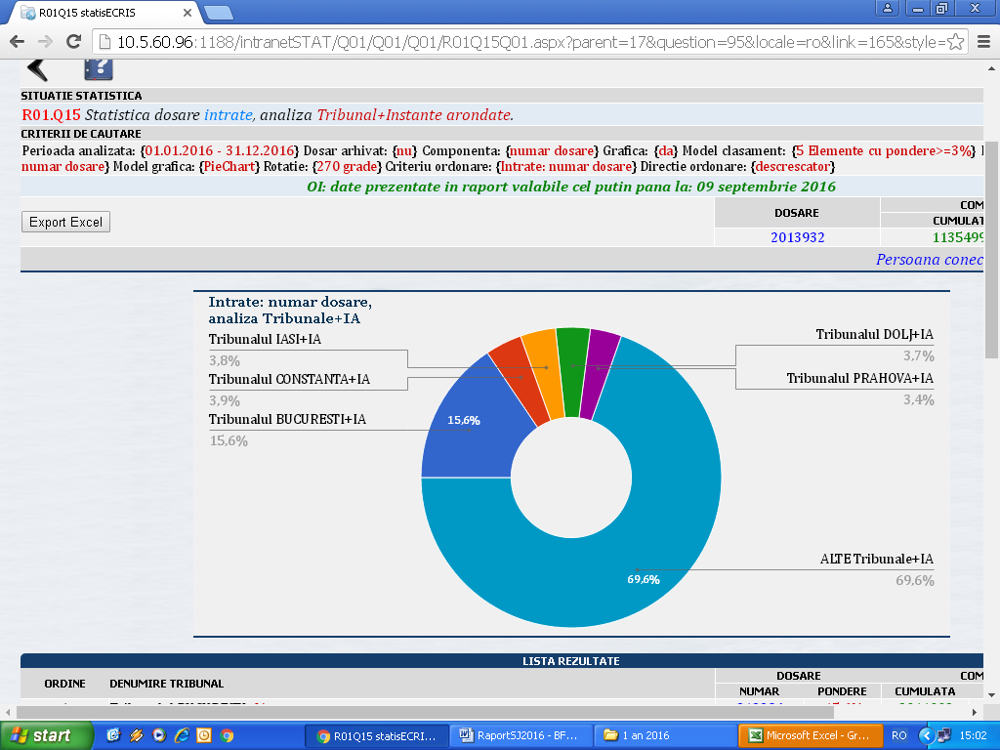 R01Q15 statisECRIS
10.5.60.96:1188/intranetSTAT/Q01/Q01/Q01/R01Q15Q01.aspx?parent=17&question=95&locale=ro&link=165&style=
SITUATIE STATISTICA
R01.Q15 Statistica dosare intrate, analiza Tribunal+Instante arondate.
CRITERII DE CAUTARE
Perioada analizata: {01.01.2016 - 31.12.2016} Dosar arhivat: {nu} Componenta: {numar dosare} Grafica: {da} Model clasament: {5 Elemente cu pondere>=3%}
numar dosare} Model grafica: {PieChart} Rotatie: {270 grade} Criteriu ordonare: {Intrate: numar dosare} Directie ordonare: {descrescator}
OI: date prezentate in raport valabile cel putin pana la: 09 septembrie 2016
Export Excel
DOSARE
COM
CUMULAT
2013932
1135499
Persoana conec
Intrate: numar dosare,
analiza Tribunale+IA
Tribunalul IASI+IA
3,8%
Tribunalul CONSTANTA+IA
3,9%
Tribunalul BUCURESTI+IA
15,6%
15,6%
Tribunalul DOLJ+IA
3,7%
Tribunalul PRAHOVA+IA
3,4%
ALTE Tribunale+IA
69,6%
69,6%
LISTA REZULTATE
ORDINE
DENUMIRE TRIBUNAL
DOSARE
COM
NUMAR
PONDERE
CUMULATA
start
R01Q15 statisECRI...
RaportSJ2016 - BF...
1 an 2016
Microsoft Excel - Gr...
RO
15:02